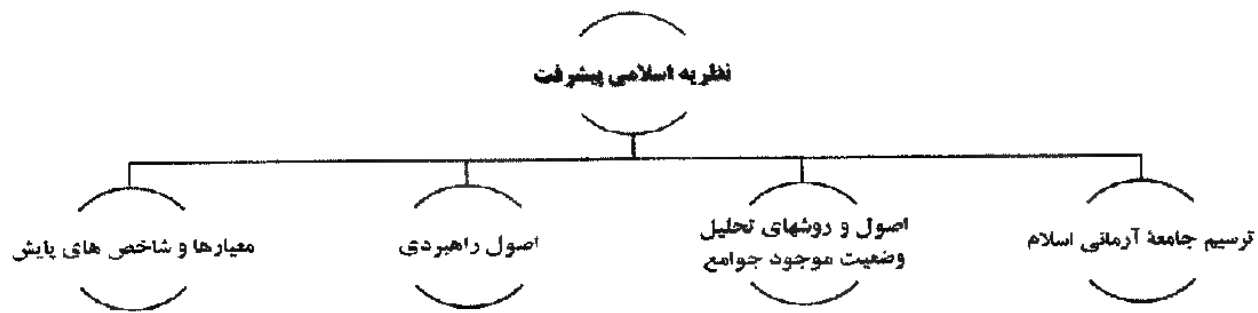 نظریه اسلامی پیشرفت
ترسیم جامعهٔ آرمانی اسلام
اصول و روشهای تحلیل
وضعیت موجود جوامع
اصول راهبردی
معیارها و شاخص های پایش